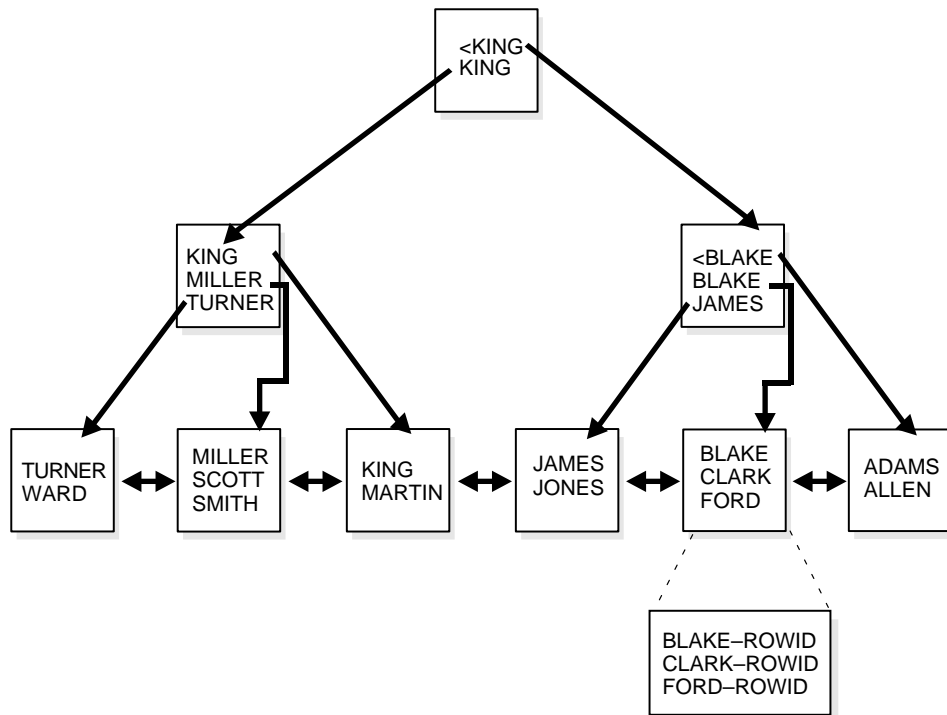 <KING
KING
KING
MILLER
TURNER
<BLAKE
BLAKE
JAMES
TURNER
WARD
MILLER
SCOTT
SMITH
KING
MARTIN
JAMES
JONES
BLAKE
CLARK
FORD
ADAMS
ALLEN
BLAKE–ROWID
CLARK–ROWID
FORD–ROWID